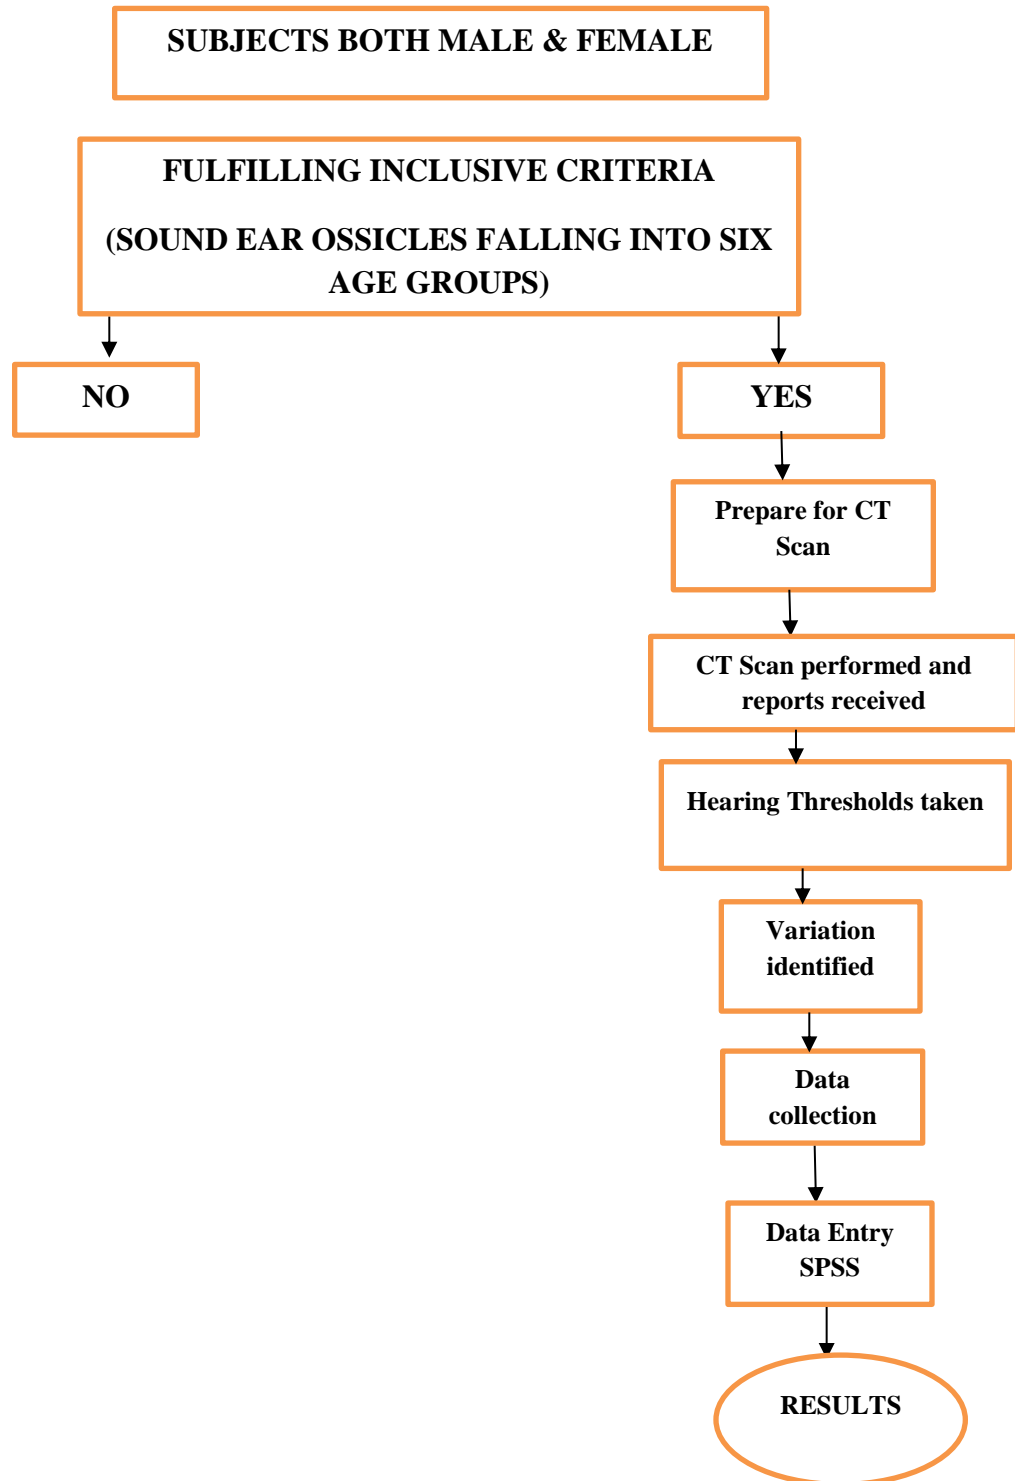 SUBJECTS BOTH MALE & FEMALE
FULFILLING INCLUSIVE CRITERIA
(SOUND EAR OSSICLES FALLING INTO SIX
AGE GROUPS)
NO
YES
Prepare for CT
Scan
CT Scan performed and
reports received
Hearing Thresholds taken
Variation
identified
Data
collection
Data Entry
SPSS
RESULTS